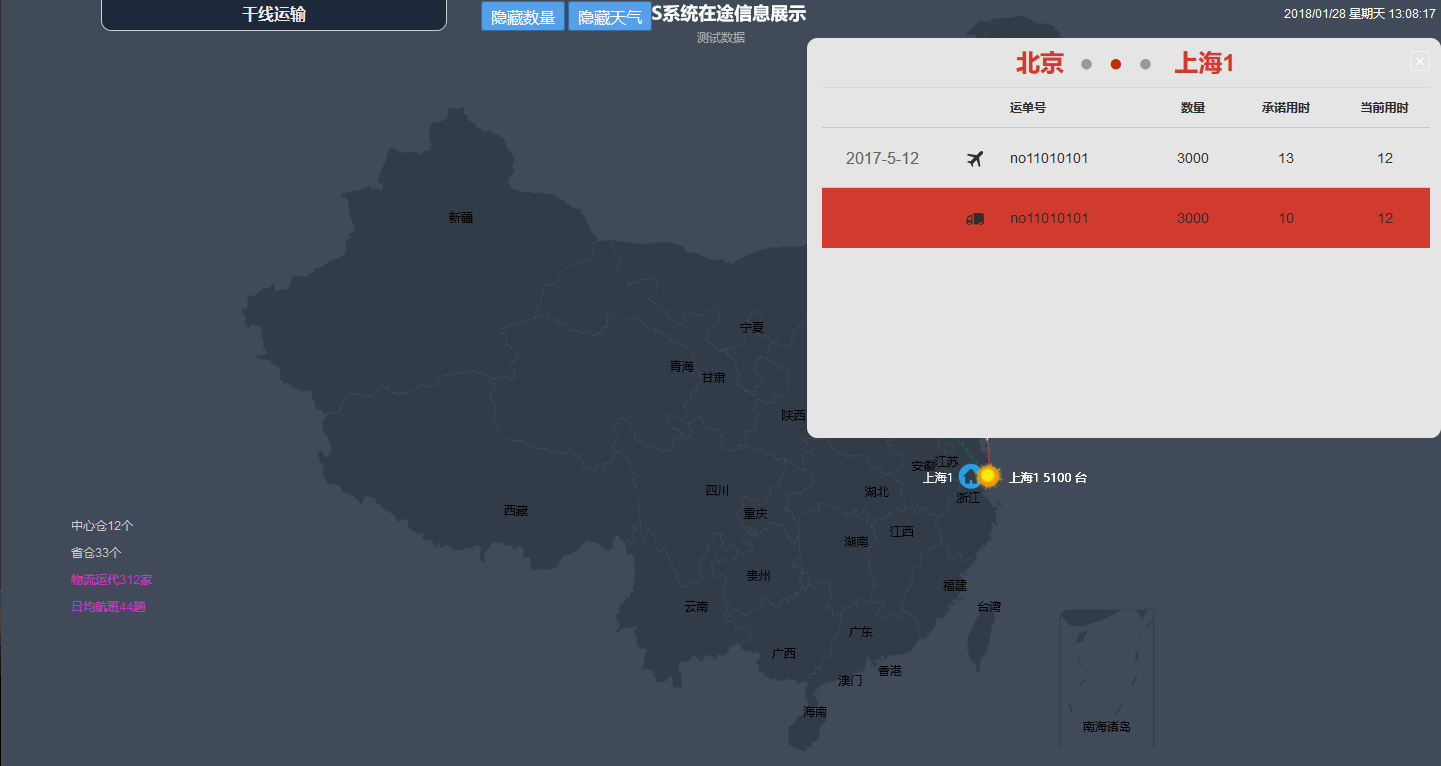 干线运输
隐藏数量 隐藏天气 S系统在途信息展示
2018/01/28 星期天 13:08:17
测试数据
北京 上海1
运单号 数量 承诺用时 当前用时
2017-5-12 no11010101 3000 13 12
no11010101 3000 10 12
新疆
宁夏
青海
甘肃
陕西
安徽
江苏
上海1
上海1 5100 台
浙江
四川
湖北
西藏
重庆
中心仓12个
江西
湖南
省仓33个
贵州
物流运代312家
福建
日均航班44趟
云南
台湾
广东
广西
香港
澳门
海南
南海诸岛